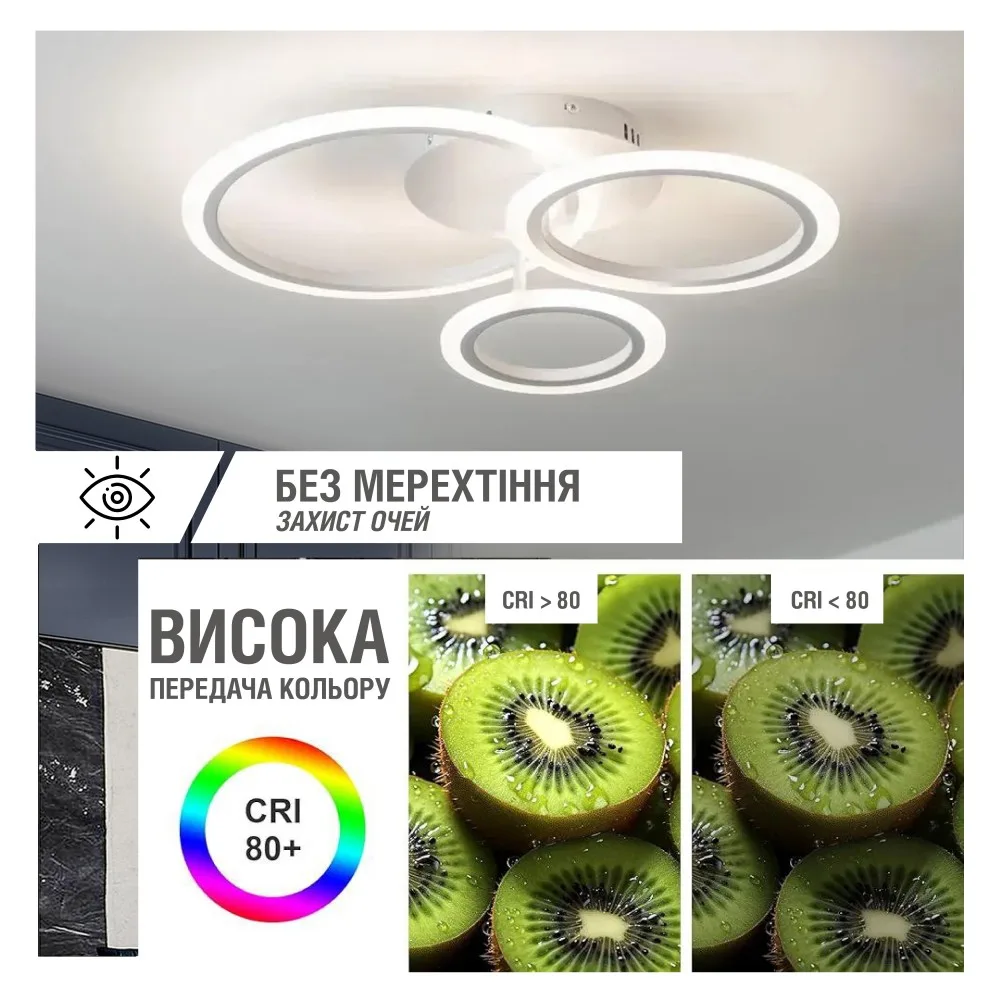 БЕЗ МЕРЕХТІННЯ
ЗАХИСТ ОЧЕЙ
ВИСОКА
ПЕРЕДАЧА КОЛЬОРУ
CRI
80+
CRI > 80
CRI < 80